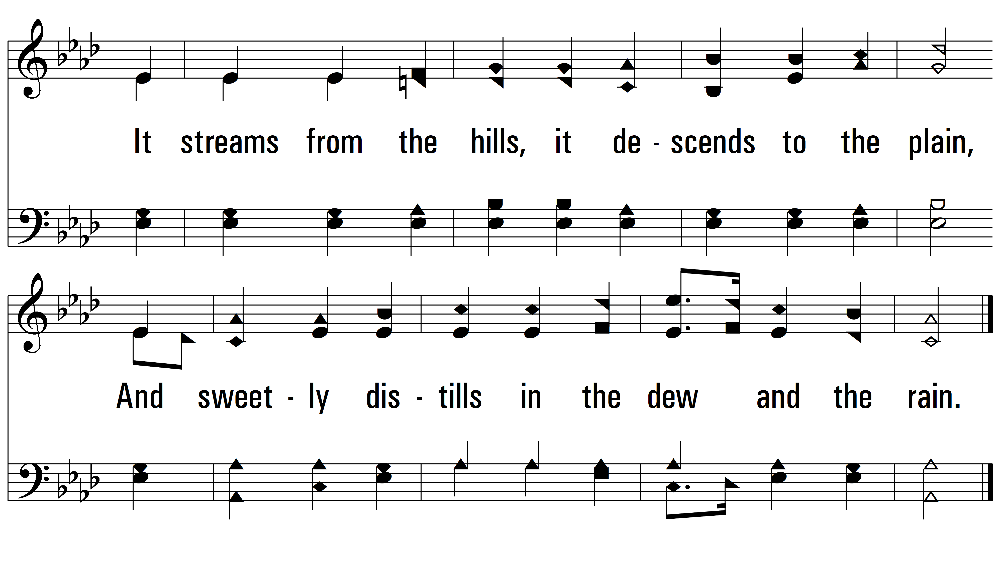 It streams from the hills, it de - scends to the plain,
And sweet - ly dis - tills in the dew and the rain.